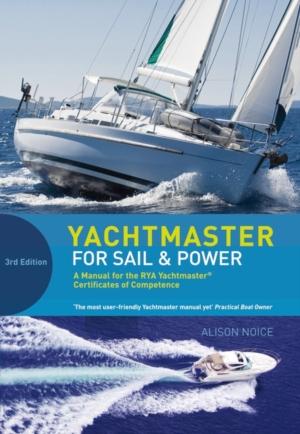 3rd Edition
YACHTMASTER
FOR SAIL & POWER
A Manual for the RYA Yachtmaster®
Certificates of Competence
'The most user-friendly Yachtmaster manual yet' Practical Boat Owner
ALISON NOICE